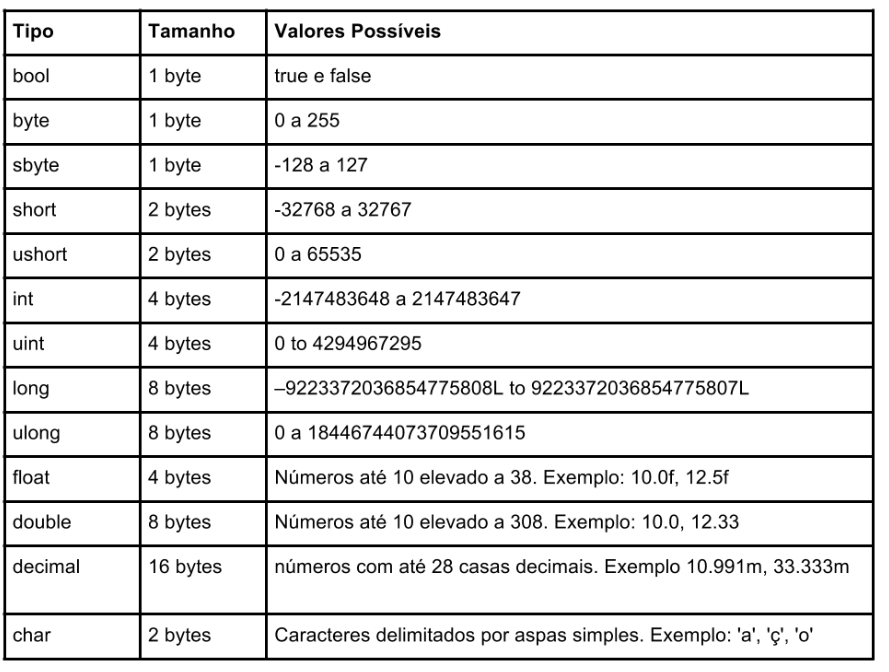 Tipo Tamanho Valores Possíveis
bool 1 byte true e false
byte 1 byte 0 a 255
sbyte 1 byte -128 a 127
short 2 bytes -32768 a 32767
ushort 2 bytes 0 a 65535
int 4 bytes -2147483648 a 2147483647
uint 4 bytes 0 to 4294967295
long 8 bytes –9223372036854775808L to 9223372036854775807L
ulong 8 bytes 0 a 18446744073709551615
float 4 bytes Números até 10 elevado a 38. Exemplo: 10.0f, 12.5f
double 8 bytes Números até 10 elevado a 308. Exemplo: 10.0, 12.33
decimal 16 bytes números com até 28 casas decimais. Exemplo 10.991m, 33.333m
char 2 bytes Caracteres delimitados por aspas simples. Exemplo: 'a', 'ç', 'o'